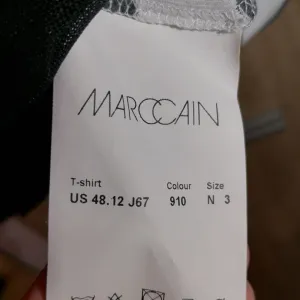 MARCCAIN
T-shirt Colour Size
US 48.12 J67 910 N 3